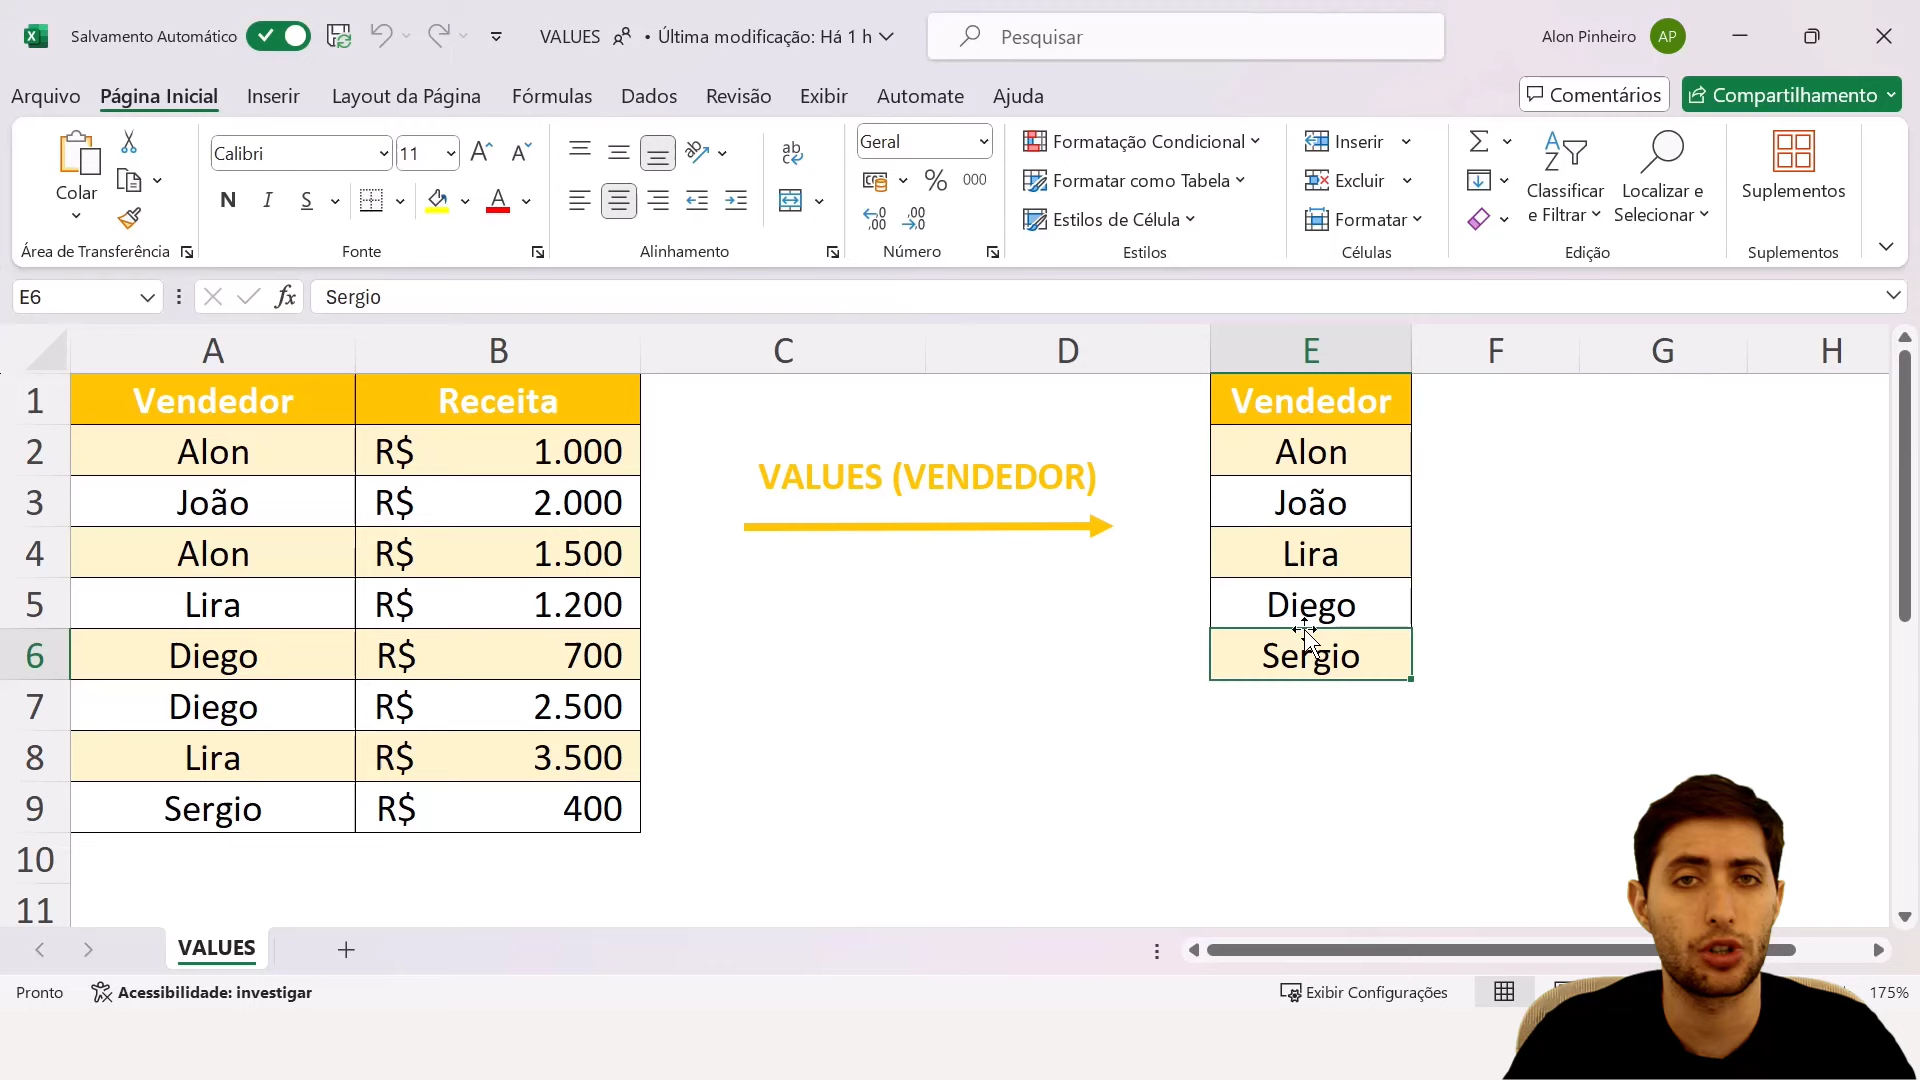 Salvamento Automático
VALUES • Última modificação: Há 1 h
Pesquisar
Alon Pinheiro AP
Arquivo Página Inicial Inserir Layout da Página Fórmulas Dados Revisão Exibir Automate Ajuda
Comentários Compartilhamento
Colar
Área de Transferência
Calibri 11
N I S
Fonte
Alinhamento
Geral
% 000
Número
Formatação Condicional
Formatar como Tabela
Estilos de Célula
Estilos
Inserir
Excluir
Formatar
Células
Classificar e Filtrar
Localizar e Selecionar
Edição
Suplementos
Suplementos
E6 fx Sergio
A B C D E F G H
1 Vendedor Receita Vendedor
2 Alon R$ 1.000 Alon
VALUES (VENDEDOR)
3 João R$ 2.000 João
4 Alon R$ 1.500 Lira
5 Lira R$ 1.200 Diego
6 Diego R$ 700 Sergio
7 Diego R$ 2.500
8 Lira R$ 3.500
9 Sergio R$ 400
10
11
VALUES
Pronto Acessibilidade: investigar Exibir Configurações 175%